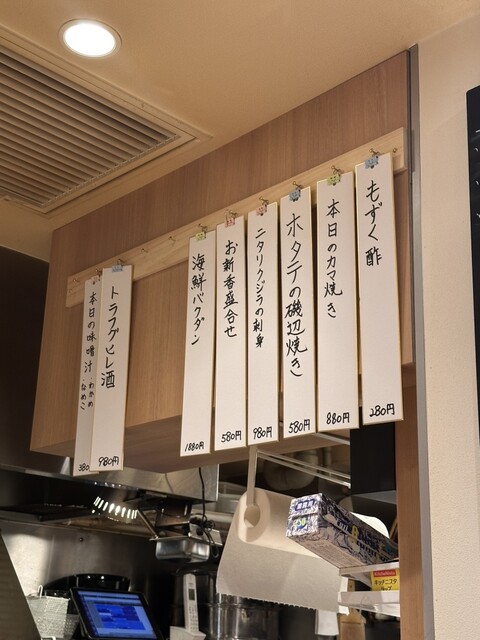 もずく酢
280円
本日のカマ焼き
880円
ホタテの磯辺焼き
580円
ニタリクジラの刺身
980円
お新香盛合せ
580円
海鮮バクダン
1880円
トラフグヒレ酒
980円
本日の味噌汁 わかめ
なめこ
380